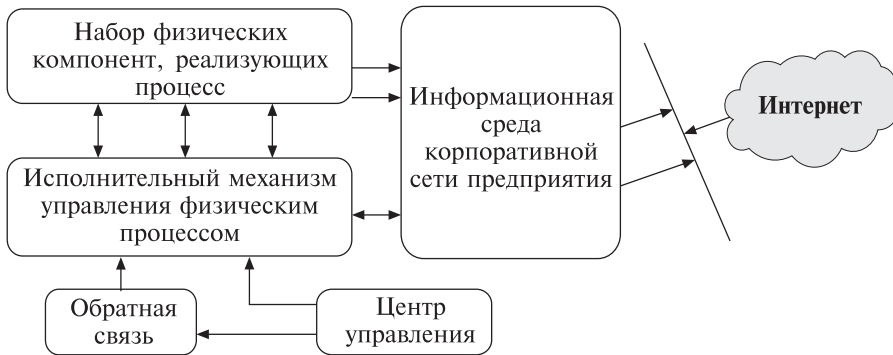 Набор физических
компонент, реализующих
процесс
Исполнительный механизм
управления физическим
процессом
Обратная
связь
Центр
управления
Информационная
среда
корпоративной
сети предприятия
Интернет